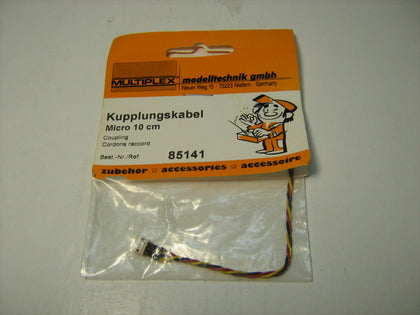 MULTIPLEX
modelltechnik gmbh
Neuer Weg 15 · 75223 Niefern · Germany
Kupplungskabel
Micro 10 cm
Coupling
Cordons raccord
Best.-Nr./Ref. 85141
zubehör ☆ accessories ☆ accessoire